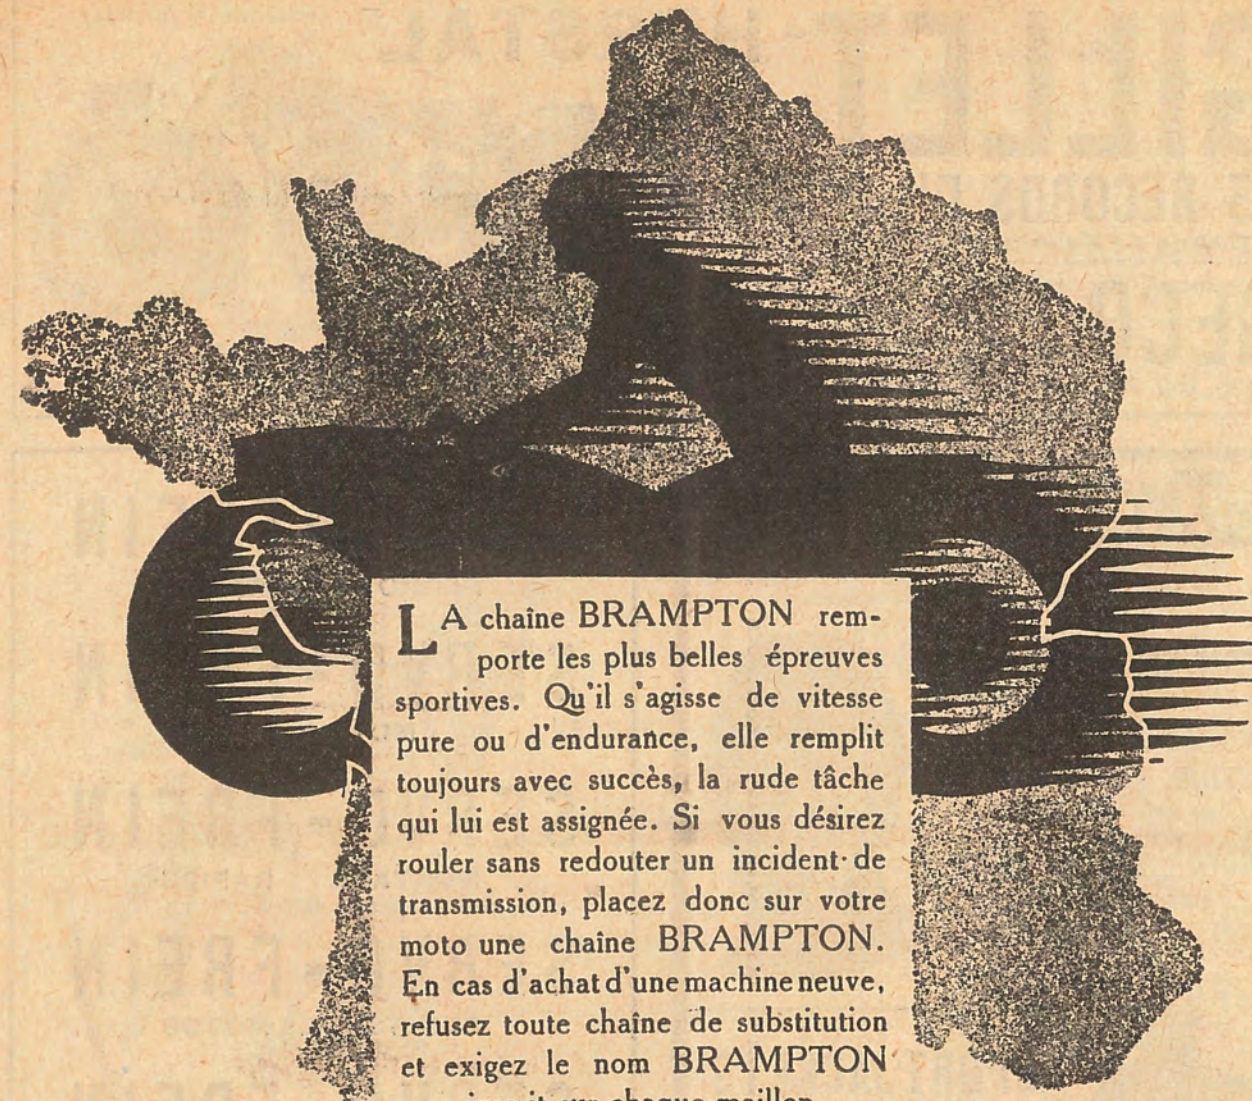 LA chaîne BRAMPTON rem-
porte les plus belles épreuves
sportives. Qu'il s'agisse de vitesse
pure ou d'endurance, elle remplit
toujours avec succès, la rude tâche
qui lui est assignée. Si vous désirez
rouler sans redouter un incident de
transmission, placez donc sur votre
moto une chaîne BRAMPTON.
En cas d'achat d'une machine neuve,
refusez toute chaîne de substitution
et exigez le nom BRAMPTON
sur chaque maillon